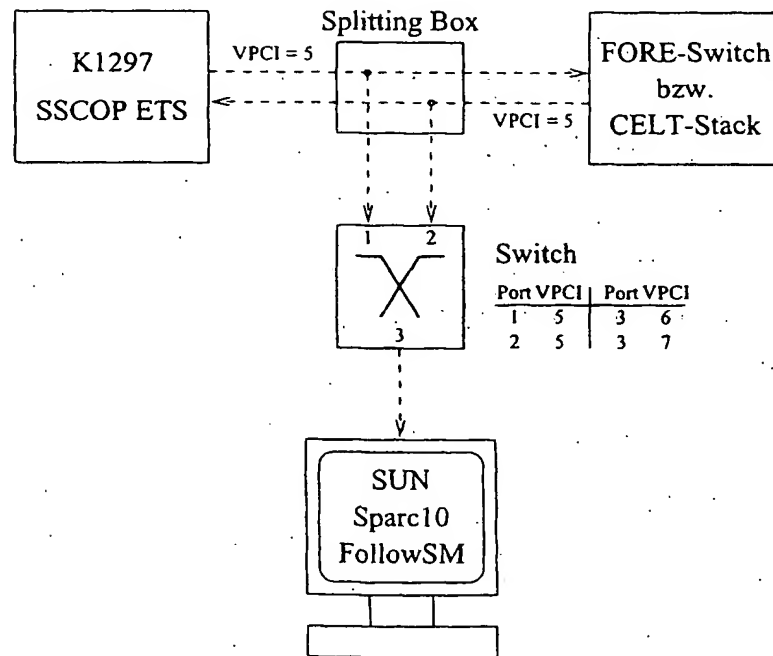 Splitting Box
K1297
SSCOP ETS
VPCI = 5
VPCI = 5
FORE-Switch
bzw.
CELT-Stack
1 2
3
Switch
Port VPCI Port VPCI
1 5 3 6
2 5 3 7
SUN
Sparc10
FollowSM